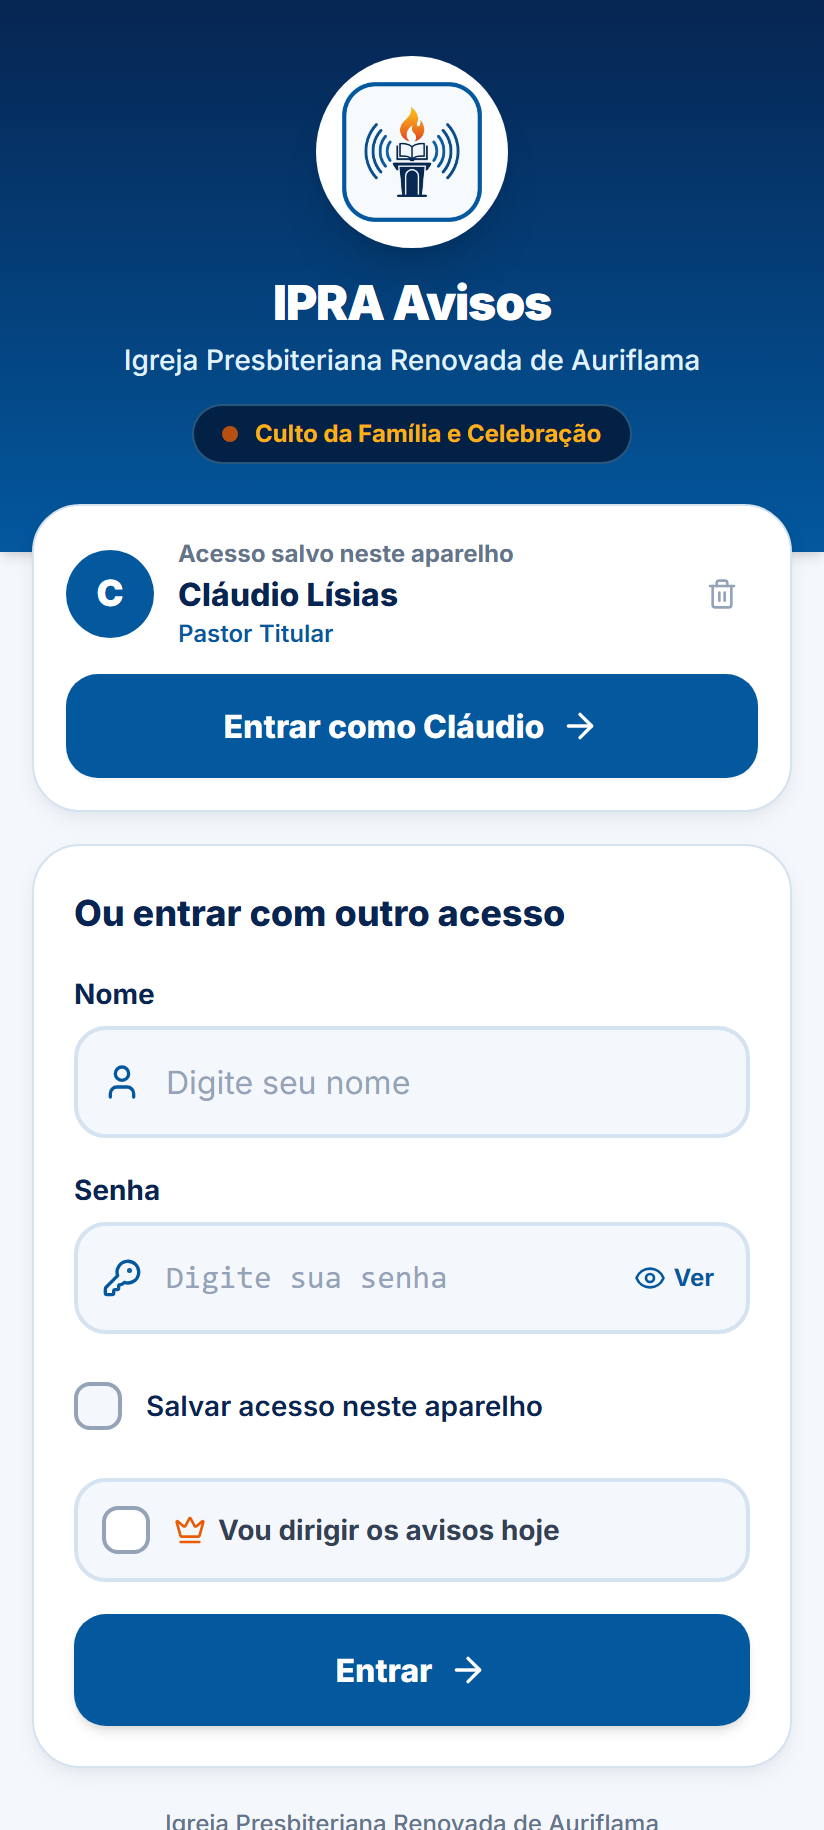 IPRA Avisos
Igreja Presbiteriana Renovada de Auriflama
Culto da Família e Celebração
C
Acesso salvo neste aparelho
Cláudio Lísias
Pastor Titular
Entrar como Cláudio
Ou entrar com outro acesso
Nome
Digite seu nome
Senha
Digite sua senha
Ver
Salvar acesso neste aparelho
Vou dirigir os avisos hoje
Entrar
Igreja Presbiteriana Renovada de Auriflama